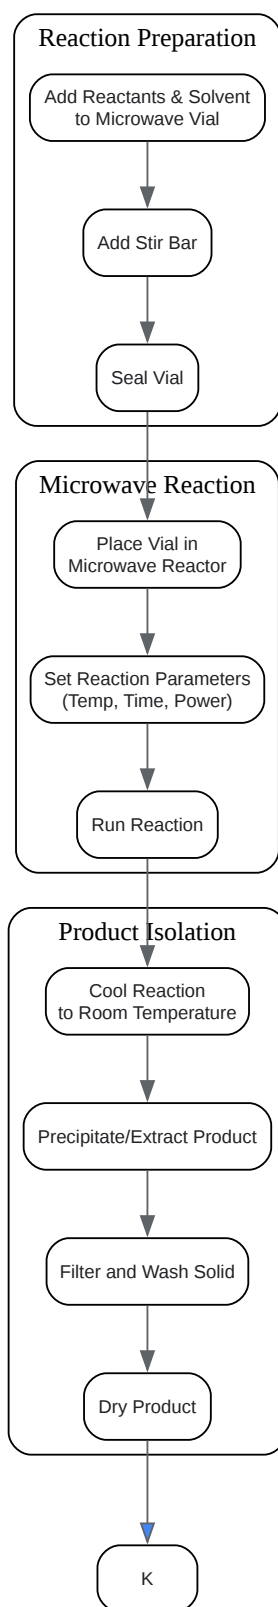 Reaction Preparation
Add Reactants & Solvent
to Microwave Vial
Add Stir Bar
Seal Vial
Microwave Reaction
Place Vial in
Microwave Reactor
Set Reaction Parameters
(Temp, Time, Power)
Run Reaction
Product Isolation
Cool Reaction
to Room Temperature
Precipitate/Extract Product
Filter and Wash Solid
Dry Product
K